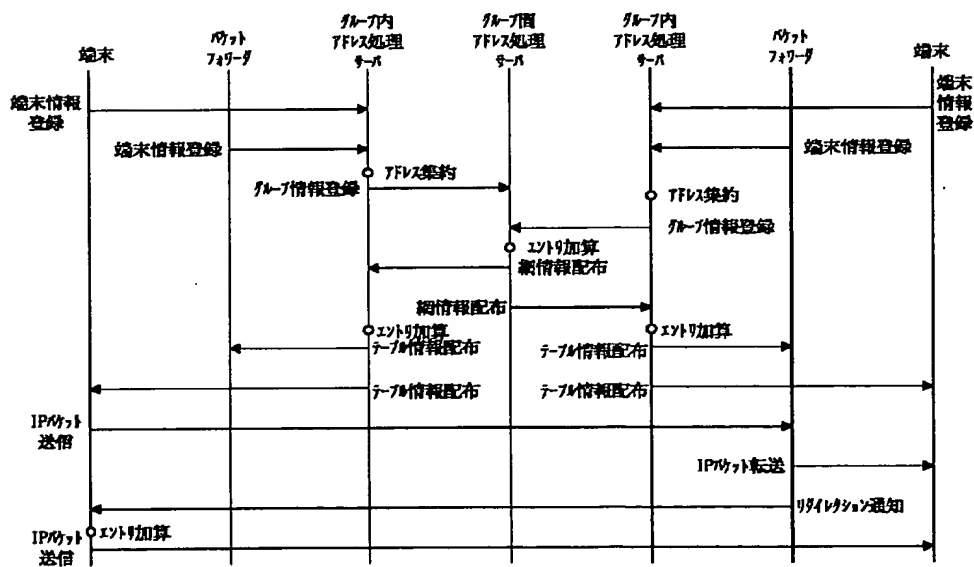 端末
パケット
フォワーダ
グループ内
アドレス処理
サーバ
グループ間
アドレス処理
サーバ
グループ内
アドレス処理
サーバ
パケット
フォワーダ
端末
端末情報
登録
端末
情報
登録
端末情報登録
端末情報登録
アドレス集約
グループ情報登録
アドレス集約
グループ情報登録
エントリ加算
網情報配布
網情報配布
エントリ加算
エントリ加算
テーブル情報配布
テーブル情報配布
テーブル情報配布
テーブル情報配布
IPパケット
送信
IPパケット転送
リダイレクション通知
エントリ加算
IPパケット
送信